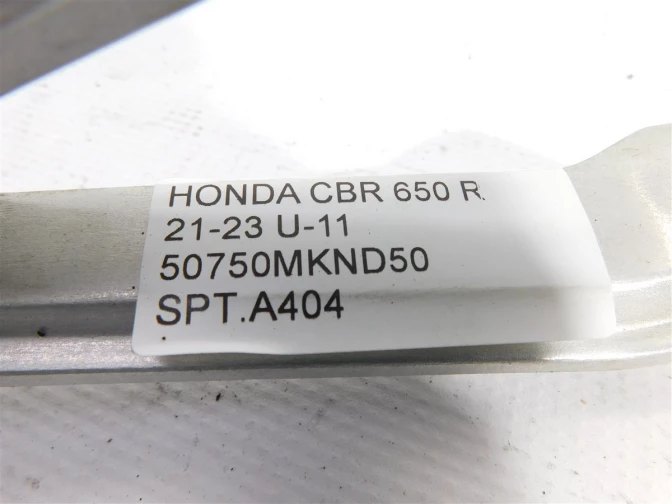 HONDA CBR 650 R
21-23 U-11
50750MKND50
SPT.A404